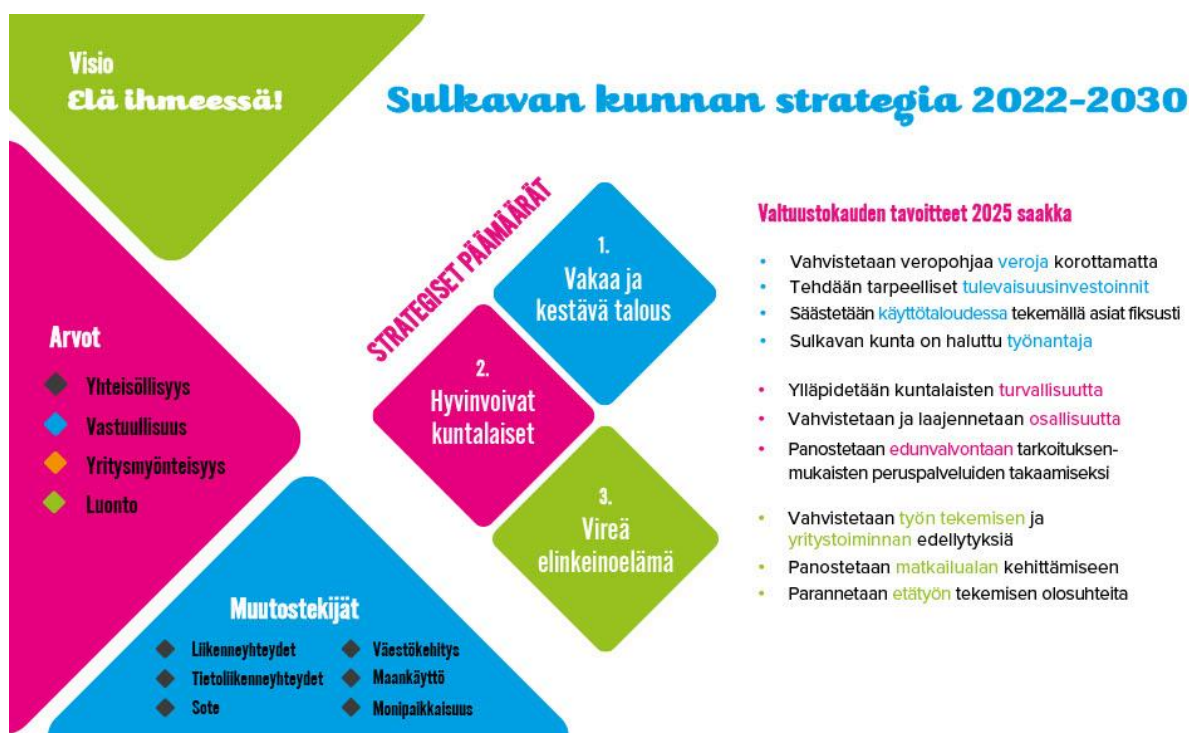 Visio
Elä ihmeessä!
Sulkavan kunnan strategia 2022-2030
Arvot
Yhteisöllisyys
Vastuullisuus
Yritysmyönteisyys
Luonto
Muutostekijät
Liikenneyhteydet
Tietoliikenneyhteydet
Sote
Väestökehitys
Maankäyttö
Monipaikkaisuus
STRATEGISET PÄÄMÄÄRÄT
1.
Vakaa ja
kestävä talous
2.
Hyvinvoivat
kuntalaiset
3.
Vireä
elinkeinoelämä
Valtuustokauden tavoitteet 2025 saakka
• Vahvistetaan veropohjaa veroja korottamatta
• Tehdään tarpeelliset tulevaisuusinvestoinnit
• Säästetään käyttötaloudessa tekemällä asiat fiksusti
• Sulkavan kunta on haluttu työnantaja
• Ylläpidetään kuntalaisten turvallisuutta
• Vahvistetaan ja laajennetaan osallisuutta
• Panostetaan edunvalvontaan tarkoituksen-
mukaisten peruspalveluiden takaamiseksi
• Vahvistetaan työn tekemisen ja
yritystoiminnan edellytyksiä
• Panostetaan matkailualan kehittämiseen
• Parannetaan etätyön tekemisen olosuhteita